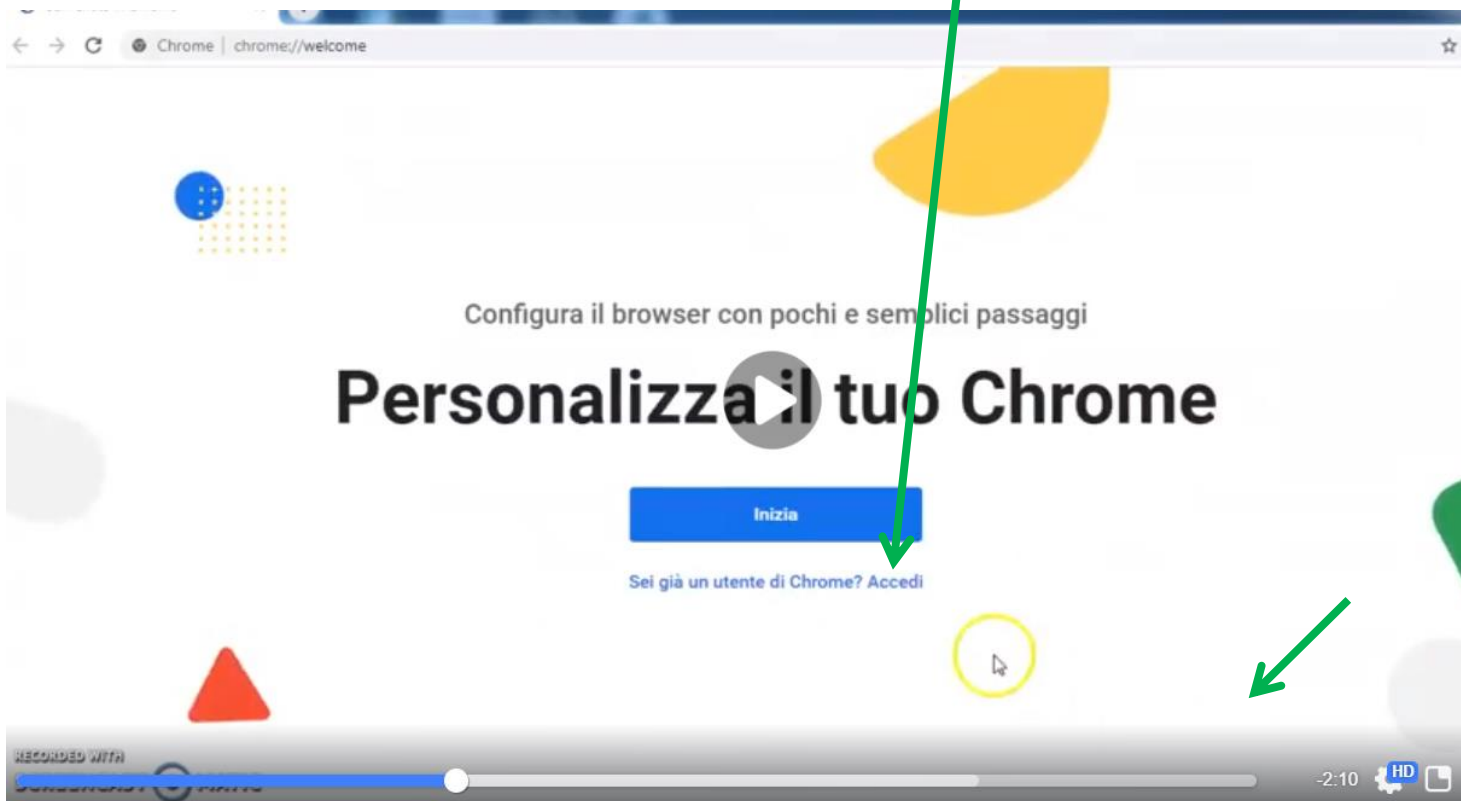 Chrome | chrome://welcome
Configura il browser con pochi e semplici passaggi
Personalizza il tuo Chrome
Inizia
Sei già un utente di Chrome? Accedi
RECORDED WITH
-2:10 HD